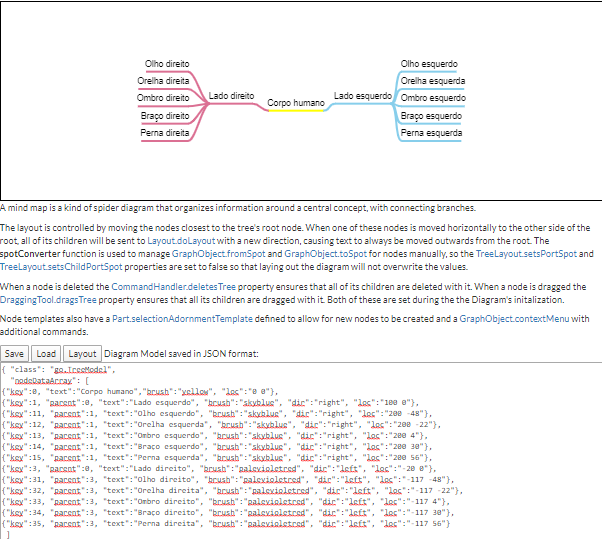 Olho direito
Orelha direita
Ombro direito
Braço direito
Perna direita
Lado direito
Corpo humano
Lado esquerdo
Olho esquerdo
Orelha esquerda
Ombro esquerdo
Braço esquerdo
Perna esquerda
A mind map is a kind of spider diagram that organizes information around a central concept, with connecting branches.
The layout is controlled by moving the nodes closest to the tree's root node. When one of these nodes is moved horizontally to the other side of the
root, all of its children will be sent to Layout.doLayout with a new direction, causing text to always be moved outwards from the root. The
spotConverter function is used to manage GraphObject.fromSpot and GraphObject.toSpot for nodes manually, so the TreeLayout.setsPortSpot and
TreeLayout.setsChildPortSpot properties are set to false so that laying out the diagram will not overwrite the values.
When a node is deleted the CommandHandler.deletesTree property ensures that all of its children are deleted with it. When a node is dragged the
DraggingTool.dragsTree property ensures that all its children are dragged with it. Both of these are set during the the Diagram's initalization.
Node templates also have a Part.selectionAdornmentTemplate defined to allow for new nodes to be created and a GraphObject.contextMenu with
additional commands.
Save Load Layout Diagram Model saved in JSON format:
{ "class": "go.TreeModel",
"nodeDataArray": [
{"key":0, "text":"Corpo humano","brush":"yellow", "loc":"0 0"},
{"key":1, "parent":0, "text":"Lado esquerdo", "brush":"skyblue", "dir":"right", "loc":"100 0"},
{"key":11, "parent":1, "text":"Olho esquerdo", "brush":"skyblue", "dir":"right", "loc":"200 -48"},
{"key":12, "parent":1, "text":"Orelha esquerda", "brush":"skyblue", "dir":"right", "loc":"200 -22"},
{"key":13, "parent":1, "text":"Ombro esquerdo", "brush":"skyblue", "dir":"right", "loc":"200 4"},
{"key":14, "parent":1, "text":"Braço esquerdo", "brush":"skyblue", "dir":"right", "loc":"200 30"},
{"key":15, "parent":1, "text":"Perna esquerda", "brush":"skyblue", "dir":"right", "loc":"200 56"},
{"key":3, "parent":0, "text":"Lado direito", "brush":"palevioletred", "dir":"left", "loc":"-20 0"},
{"key":31, "parent":3, "text":"Olho direito", "brush":"palevioletred", "dir":"left", "loc":"-117 -48"},
{"key":32, "parent":3, "text":"Orelha direita", "brush":"palevioletred", "dir":"left", "loc":"-117 -22"},
{"key":33, "parent":3, "text":"Ombro direito", "brush":"palevioletred", "dir":"left", "loc":"-117 4"},
{"key":34, "parent":3, "text":"Braço direito", "brush":"palevioletred", "dir":"left", "loc":"-117 30"},
{"key":35, "parent":3, "text":"Perna direita", "brush":"palevioletred", "dir":"left", "loc":"-117 56"}
]